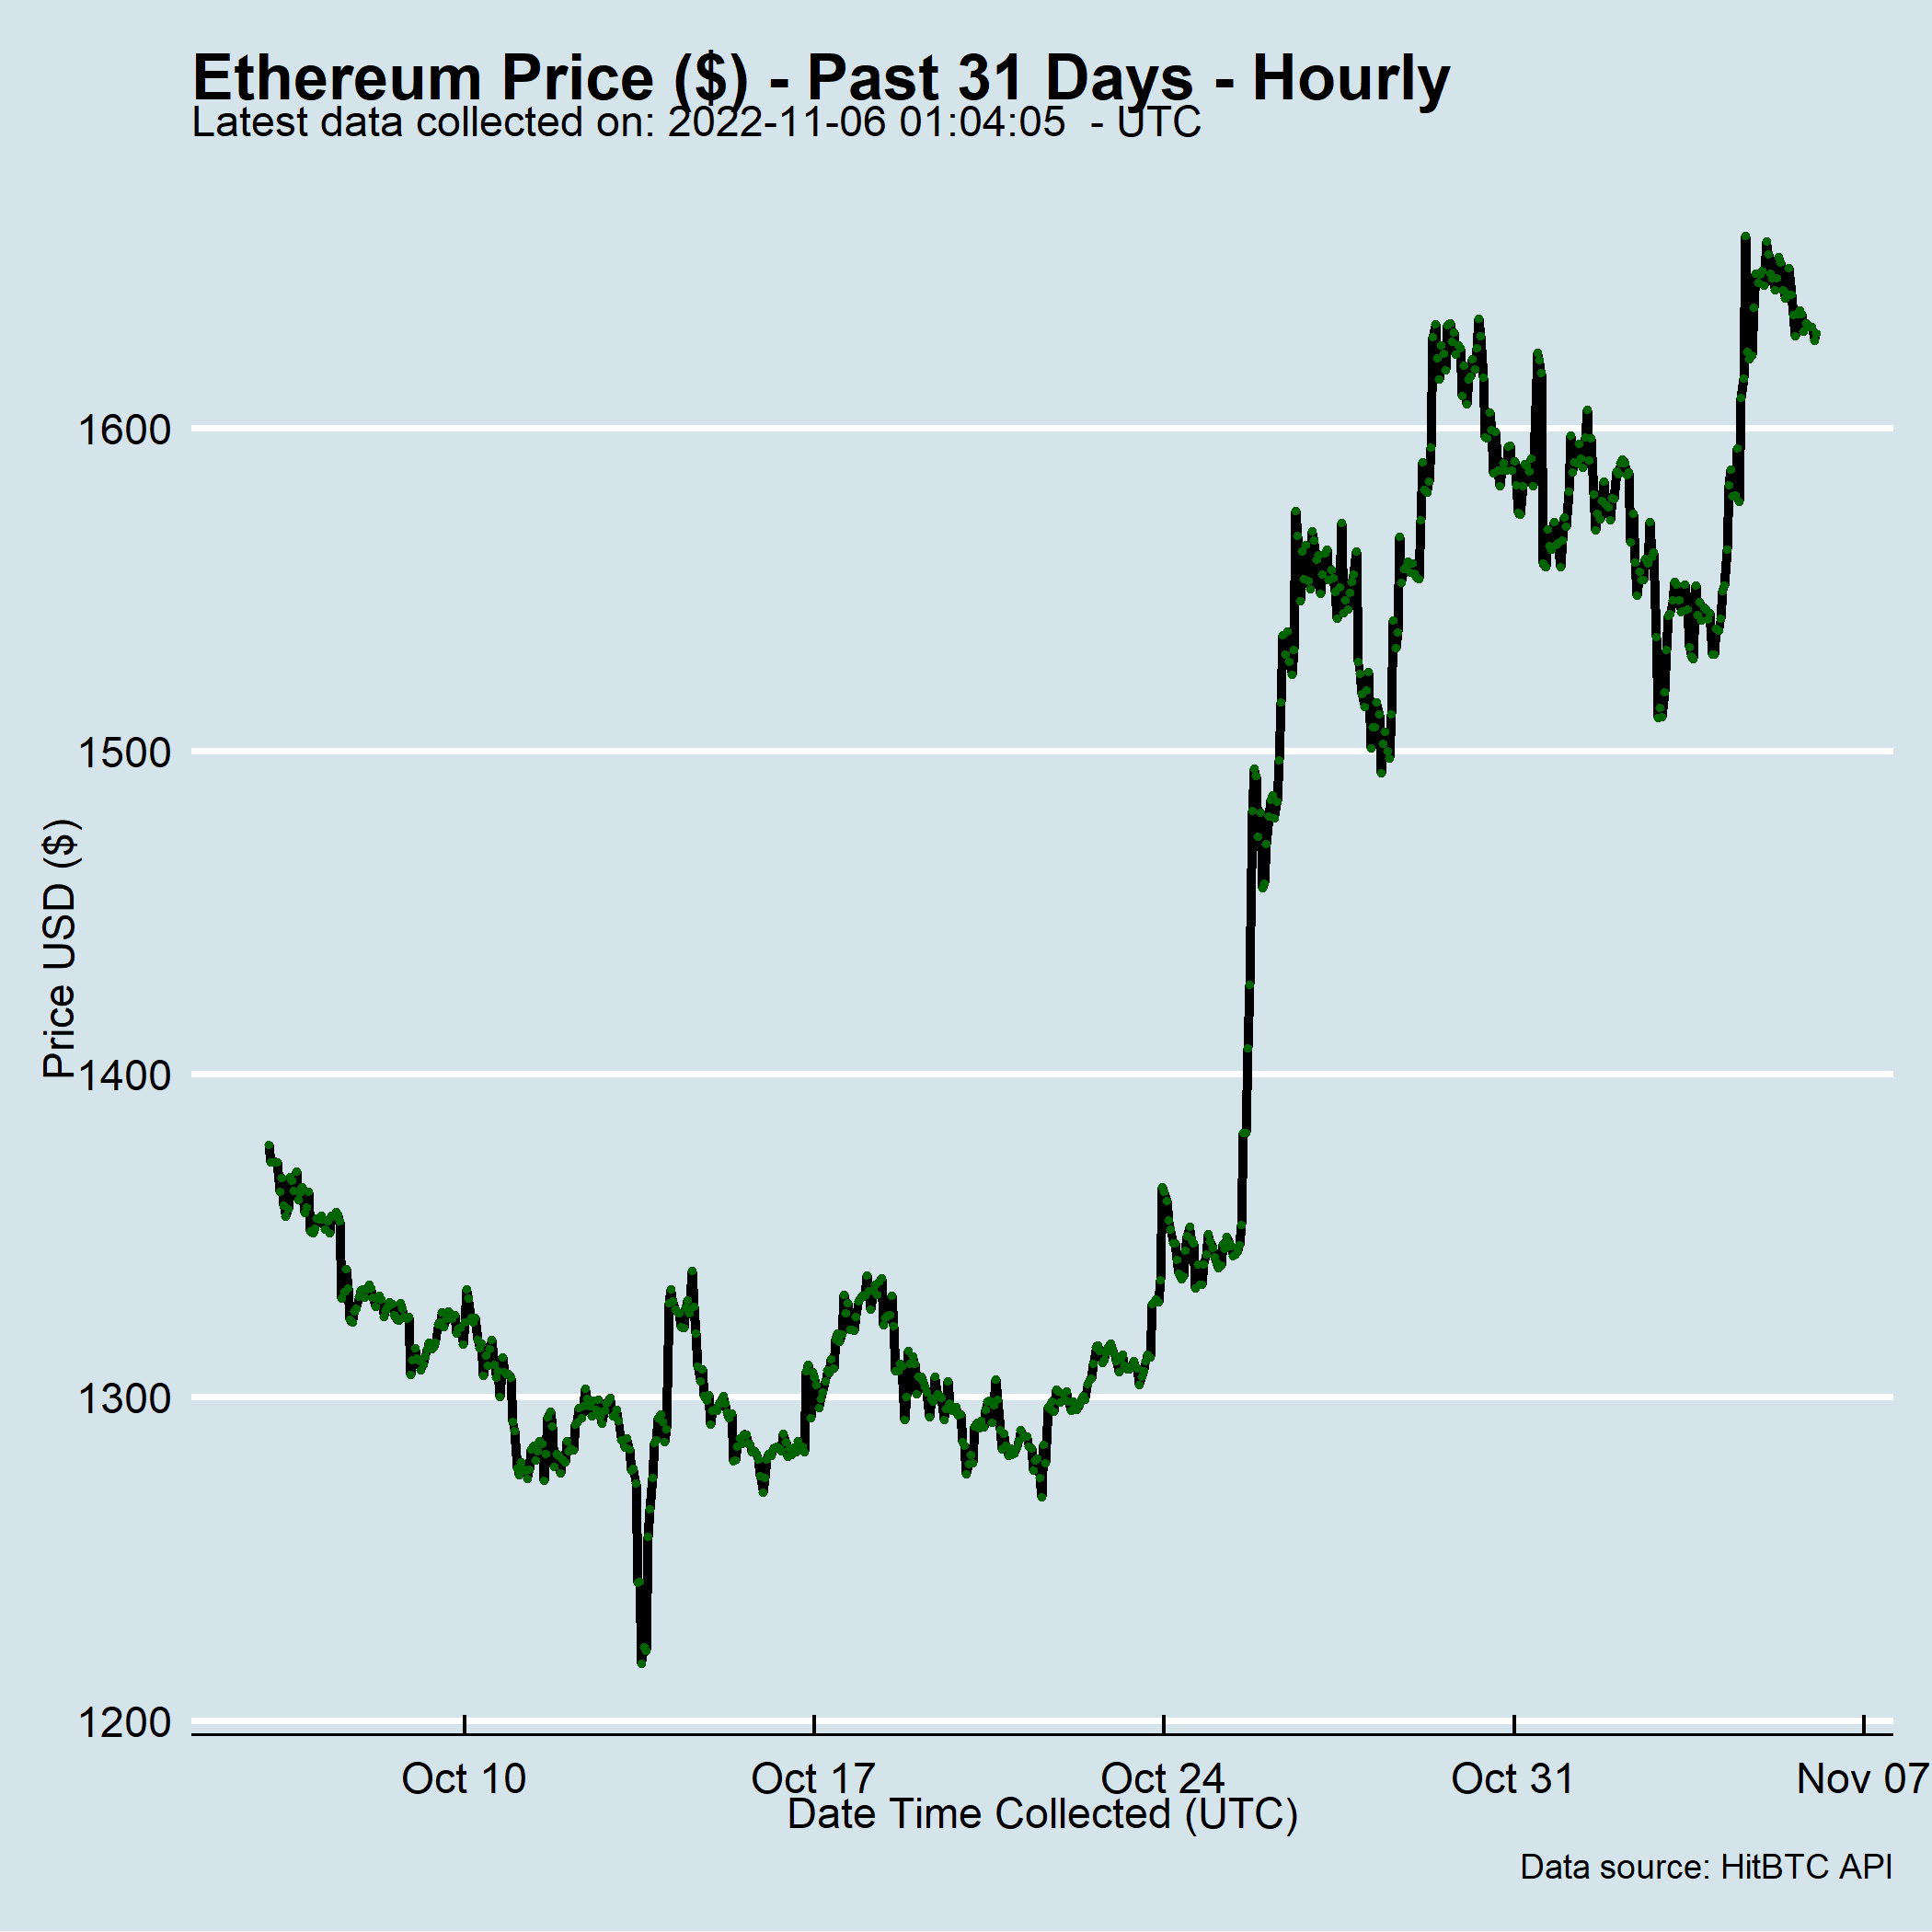 Ethereum Price ($) - Past 31 Days - Hourly
Latest data collected on: 2022-11-06 01:04:05  - UTC
1600
1500
1400
1300
1200
Price USD ($)
Oct 10
Oct 17
Oct 24
Oct 31
Nov 07
Date Time Collected (UTC)
Data source: HitBTC API